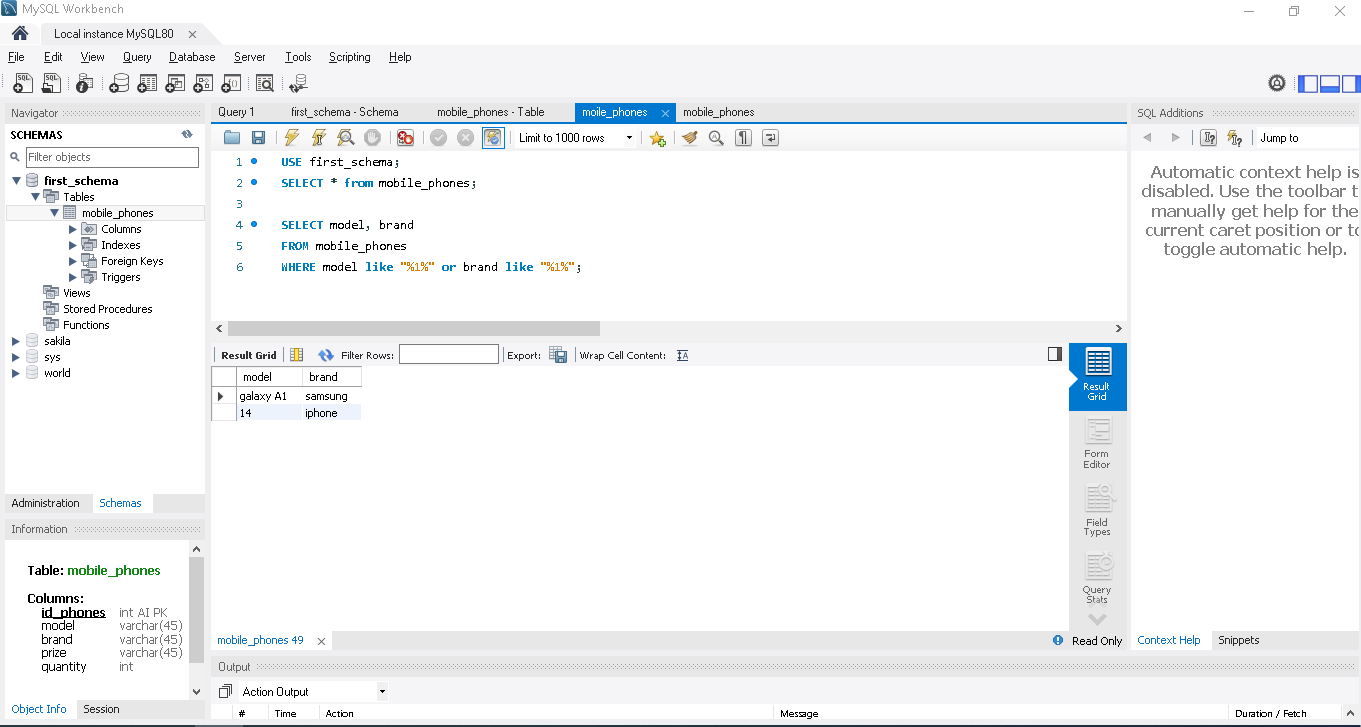 MySQL Workbench
Local instance MySQL80
File Edit View Query Database Server Tools Scripting Help
Navigator
SCHEMAS
Filter objects
first_schema
Tables
mobile_phones
Columns
Indexes
Foreign Keys
Triggers
Views
Stored Procedures
Functions
sakila
sys
world
Administration Schemas
Information
Table: mobile_phones
Columns:
id_phones int AI PK
model varchar(45)
brand varchar(45)
prize varchar(45)
quantity int
Object Info Session
Query 1 first_schema - Schema mobile_phones - Table moile_phones mobile_phones
Limit to 1000 rows
1 USE first_schema;
2 SELECT * from mobile_phones;
3
4 SELECT model, brand
5 FROM mobile_phones
6 WHERE model like "%1%" or brand like "%1%";
Result Grid Filter Rows: Export: Wrap Cell Content:
model brand
galaxy A1 samsung
14 iphone
Result
Grid
Form
Editor
Field
Types
Query
Stats
mobile_phones 49 Read Only
Output
Action Output
# Time Action Message Duration / Fetch
SQL Additions
Jump to
Automatic context help is
disabled. Use the toolbar t
manually get help for the
current caret position or to
toggle automatic help.
Context Help Snippets